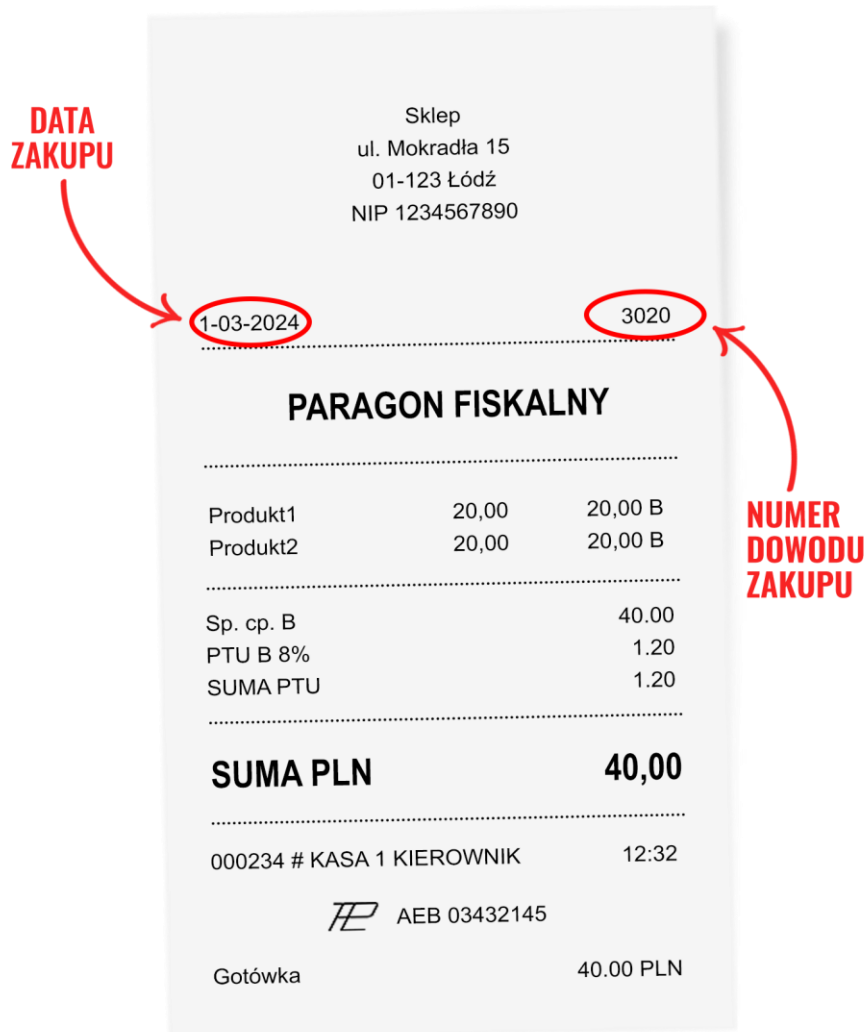 Sklep
ul. Mokradła 15
01-123 Łódź
NIP 1234567890
DATA
ZAKUPU
1-03-2024 3020
PARAGON FISKALNY
Produkt1 20,00 20,00 B
Produkt2 20,00 20,00 B
NUMER
DOWODU
ZAKUPU
Sp. cp. B 40.00
PTU B 8% 1.20
SUMA PTU 1.20
SUMA PLN 40,00
000234 # KASA 1 KIEROWNIK 12:32
AEB 03432145
Gotówka 40.00 PLN